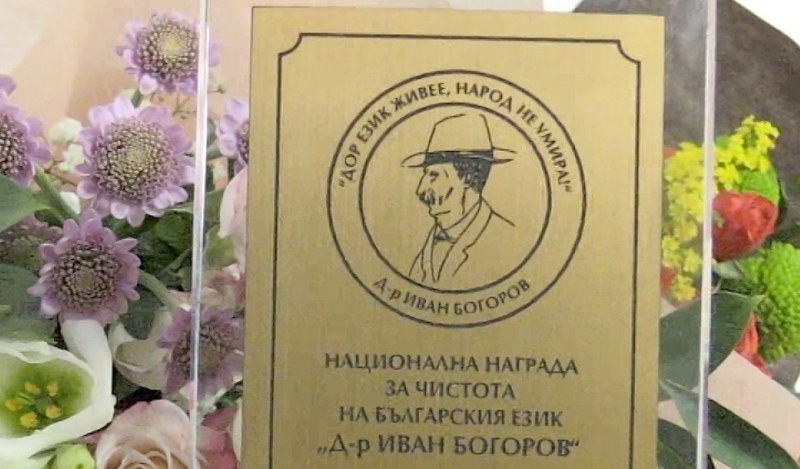 "ДОР ЕЗИК ЖИВЕЕ, НАРОД НЕ УМИРА!"
Д-р ИВАН БОГОРОВ
НАЦИОНАЛНА НАГРАДА
ЗА ЧИСТОТА
НА БЪЛГАРСКИЯ ЕЗИК
„Д-р ИВАН БОГОРОВ“